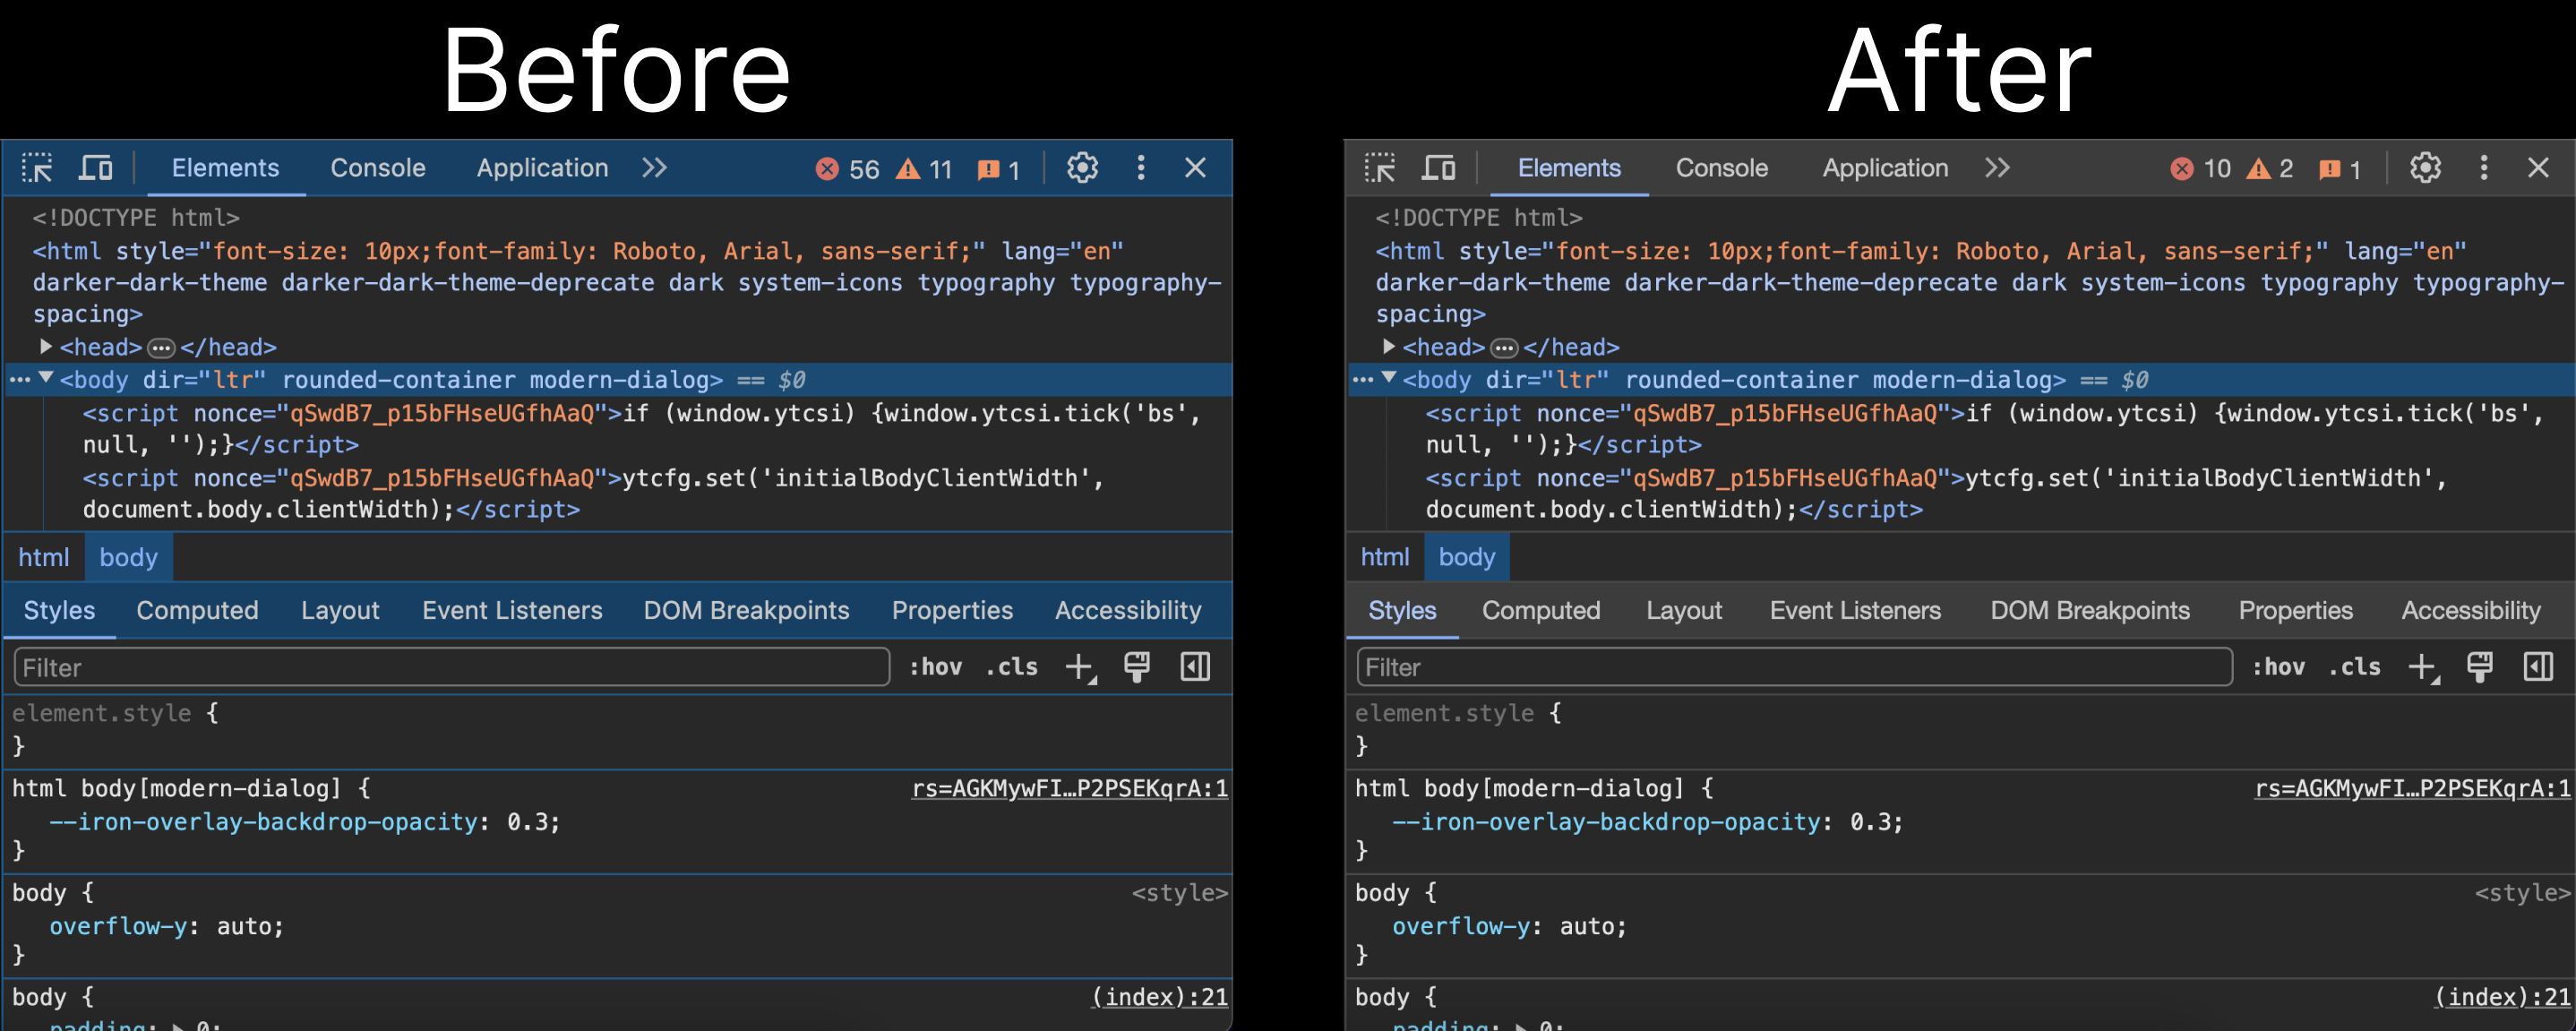 Before
Elements Console Application 56 11 1
<!DOCTYPE html>
<html style="font-size: 10px;font-family: Roboto, Arial, sans-serif;" lang="en"
darker-dark-theme darker-dark-theme-deprecate dark system-icons typography typography-
spacing>
<head> … </head>
… <body dir="ltr" rounded-container modern-dialog> == $0
<script nonce="qSwdB7_p15bFHseUGfhAaQ">if (window.ytcsi) {window.ytcsi.tick('bs',
null, '');}</script>
<script nonce="qSwdB7_p15bFHseUGfhAaQ">ytcfg.set('initialBodyClientWidth',
document.body.clientWidth);</script>
html body
Styles Computed Layout Event Listeners DOM Breakpoints Properties Accessibility
Filter :hov .cls
element.style {
}
html body[modern-dialog] { rs=AGKMywFI…P2PSEKqrA:1
--iron-overlay-backdrop-opacity: 0.3;
}
body { <style>
overflow-y: auto;
}
body { (index):21
padding: 0;
After
Elements Console Application 10 2 1
<!DOCTYPE html>
<html style="font-size: 10px;font-family: Roboto, Arial, sans-serif;" lang="en"
darker-dark-theme darker-dark-theme-deprecate dark system-icons typography typography-
spacing>
<head> … </head>
… <body dir="ltr" rounded-container modern-dialog> == $0
<script nonce="qSwdB7_p15bFHseUGfhAaQ">if (window.ytcsi) {window.ytcsi.tick('bs',
null, '');}</script>
<script nonce="qSwdB7_p15bFHseUGfhAaQ">ytcfg.set('initialBodyClientWidth',
document.body.clientWidth);</script>
html body
Styles Computed Layout Event Listeners DOM Breakpoints Properties Accessibility
Filter :hov .cls
element.style {
}
html body[modern-dialog] { rs=AGKMywFI…P2PSEKqrA:1
--iron-overlay-backdrop-opacity: 0.3;
}
body { <style>
overflow-y: auto;
}
body { (index):21
padding: 0;